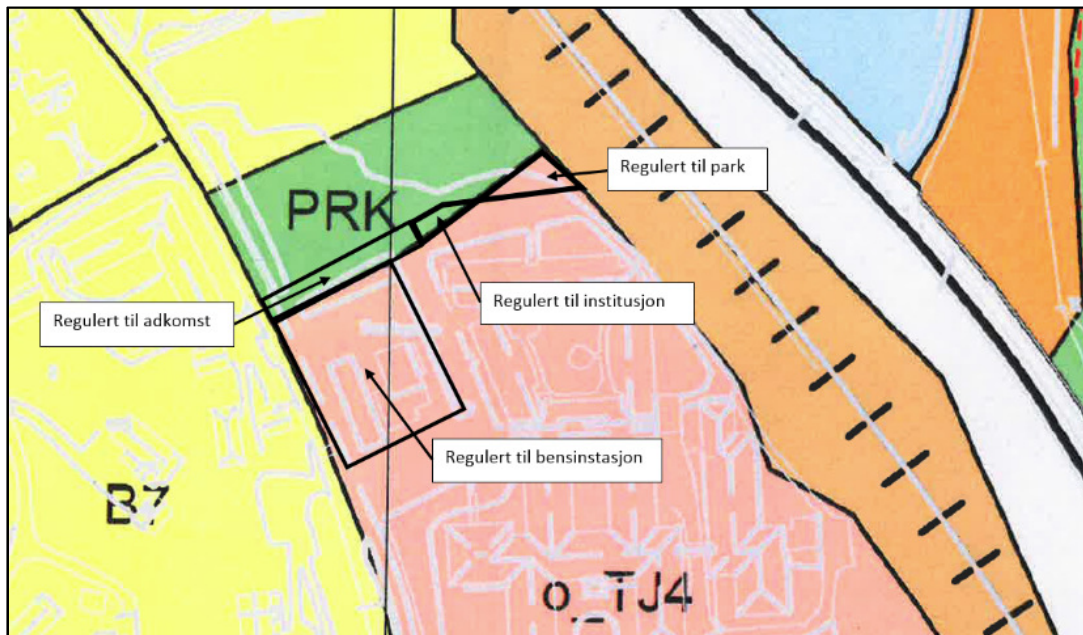 Regulert til park
PRK
Regulert til institusjon
Regulert til adkomst
Regulert til bensinstasjon
B7
o_TJ4